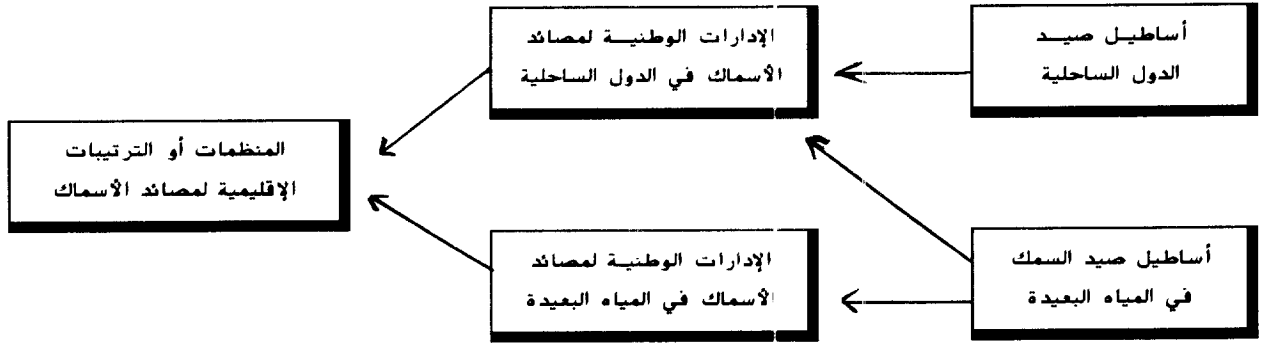 أساطيل صيد
الدول الساحلية
الإدارات الوطنية لمصائد
الأسماك في الدول الساحلية
المنظمات أو الترتيبات
الإقليمية لمصائد الأسماك
أساطيل صيد السمك
في المياه البعيدة
الإدارات الوطنية لمصائد
الأسماك في المياه البعيدة